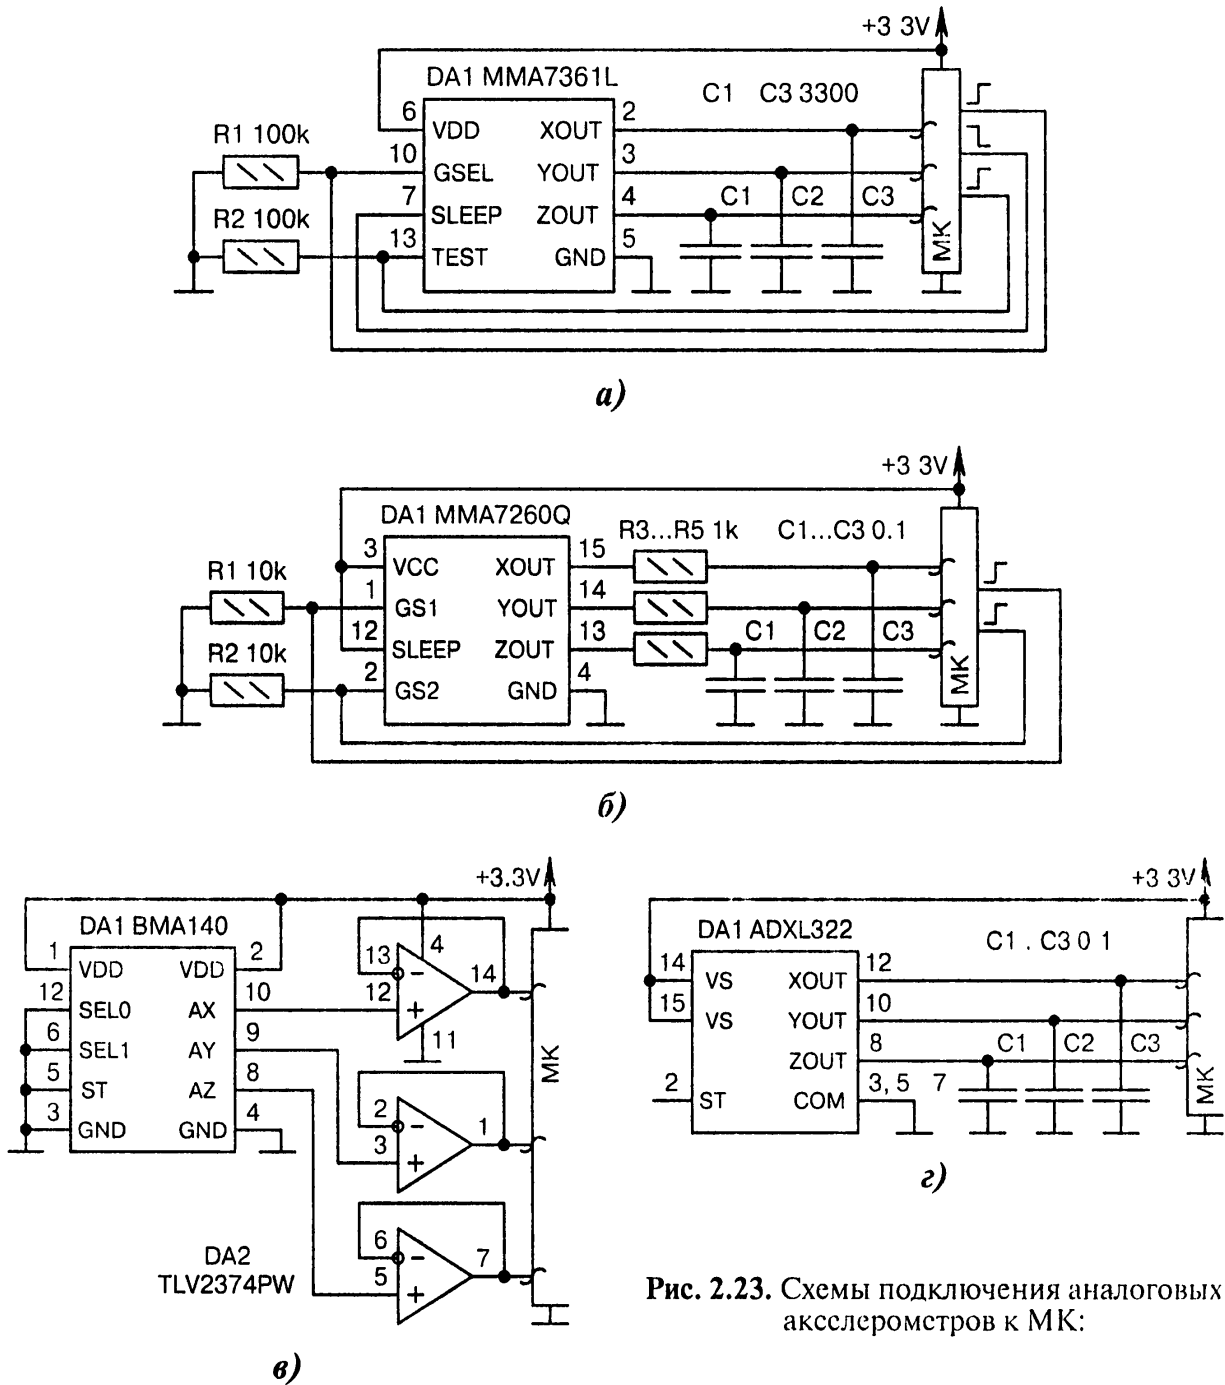 +3 3V
DA1 MMA7361L
C1 C3 3300
6 VDD XOUT 2
R1 100k
10 GSEL YOUT 3
7 SLEEP ZOUT 4
C1 C2 C3
R2 100k
13 TEST GND 5
МК
а)
+3 3V
DA1 MMA7260Q
R3...R5 1k
C1...C3 0.1
3 VCC XOUT 15
R1 10k
1 GS1 YOUT 14
12 SLEEP ZOUT 13
C1 C2 C3
R2 10k
2 GS2 GND 4
МК
б)
+3.3V
DA1 BMA140
1 VDD VDD 2
12 SEL0 AX 10
6 SEL1 AY 9
5 ST AZ 8
3 GND GND 4
13 - 4
14
12 + 11
МК
2 -
1
3 +
6 -
7
5 +
DA2
TLV2374PW
в)
+3 3V
DA1 ADXL322
C1 . C3 0 1
14 VS XOUT 12
15 VS YOUT 10
ZOUT 8
C1 C2 C3
2 ST COM 3, 5 7
МК
г)
Рис. 2.23. Схемы подключения аналоговых
акселерометров к МК: